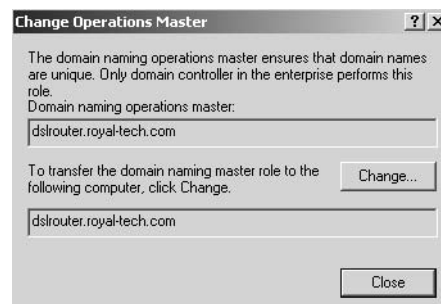 Change Operations Master
The domain naming operations master ensures that domain names
are unique. Only domain controller in the enterprise performs this
role.
Domain naming operations master:
dslrouter.royal-tech.com
To transfer the domain naming master role to the
following computer, click Change.
Change...
dslrouter.royal-tech.com
Close